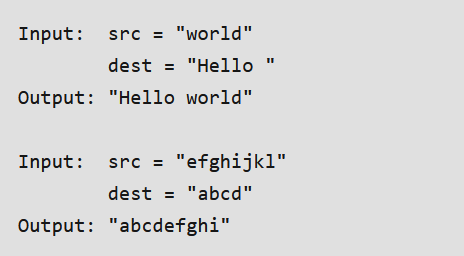 Input:  src = "world"
        dest = "Hello "
Output: "Hello world"

Input:  src = "efghijkl"
        dest = "abcd"
Output: "abcdefghi"